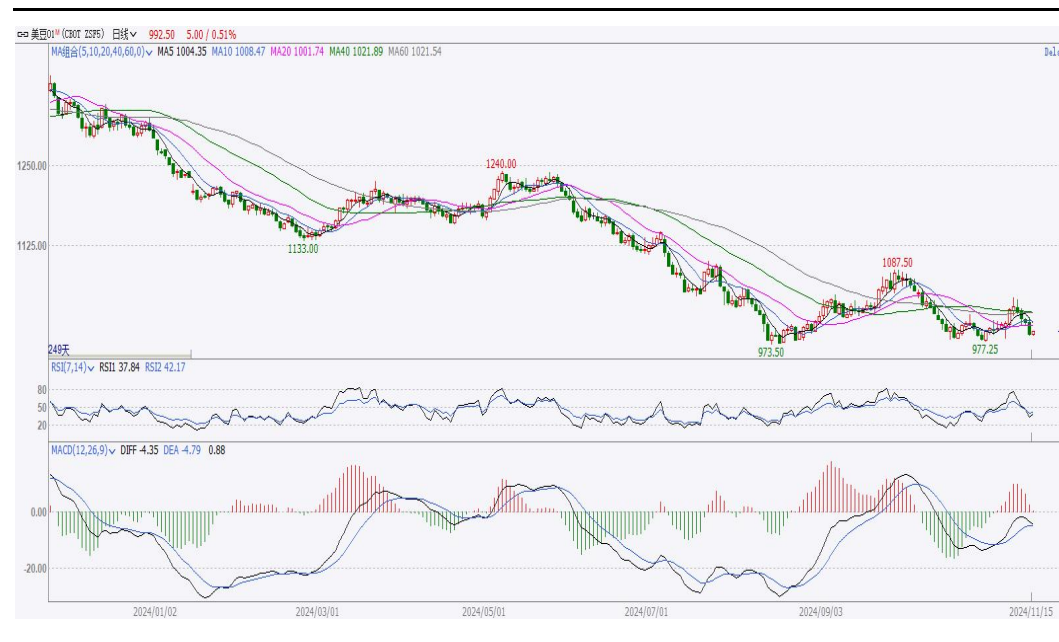 美豆01M (CBOT ZSF5) 日线 992.50 5.00 / 0.51%
MA组合(5,10,20,40,60,0) MA5 1004.35 MA10 1008.47 MA20 1001.74 MA40 1021.89 MA60 1021.54
1250.00
1240.00
1125.00
1133.00
1087.50
249天
973.50
977.25
RSI(7,14) RSI1 37.84 RSI2 42.17
80
50
20
MACD(12,26,9) DIFF -4.35 DEA -4.79 0.88
0.00
-20.00
2024/01/02 2024/03/01 2024/05/01 2024/07/01 2024/09/03 2024/11/15